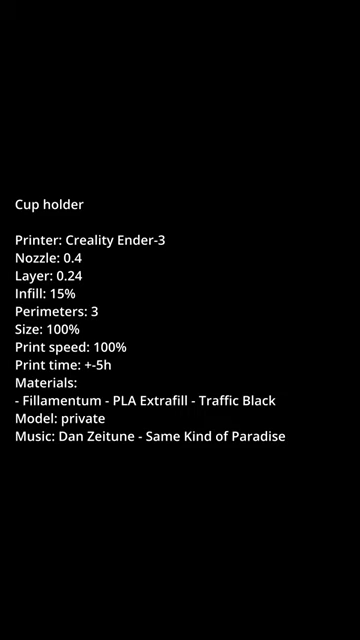 Cup holder
Printer: Creality Ender-3
Nozzle: 0.4
Layer: 0.24
Infill: 15%
Perimeters: 3
Size: 100%
Print speed: 100%
Print time: +-5h
Materials:
- Fillamentum - PLA Extrafill - Traffic Black
Model: private
Music: Dan Zeitune - Same Kind of Paradise